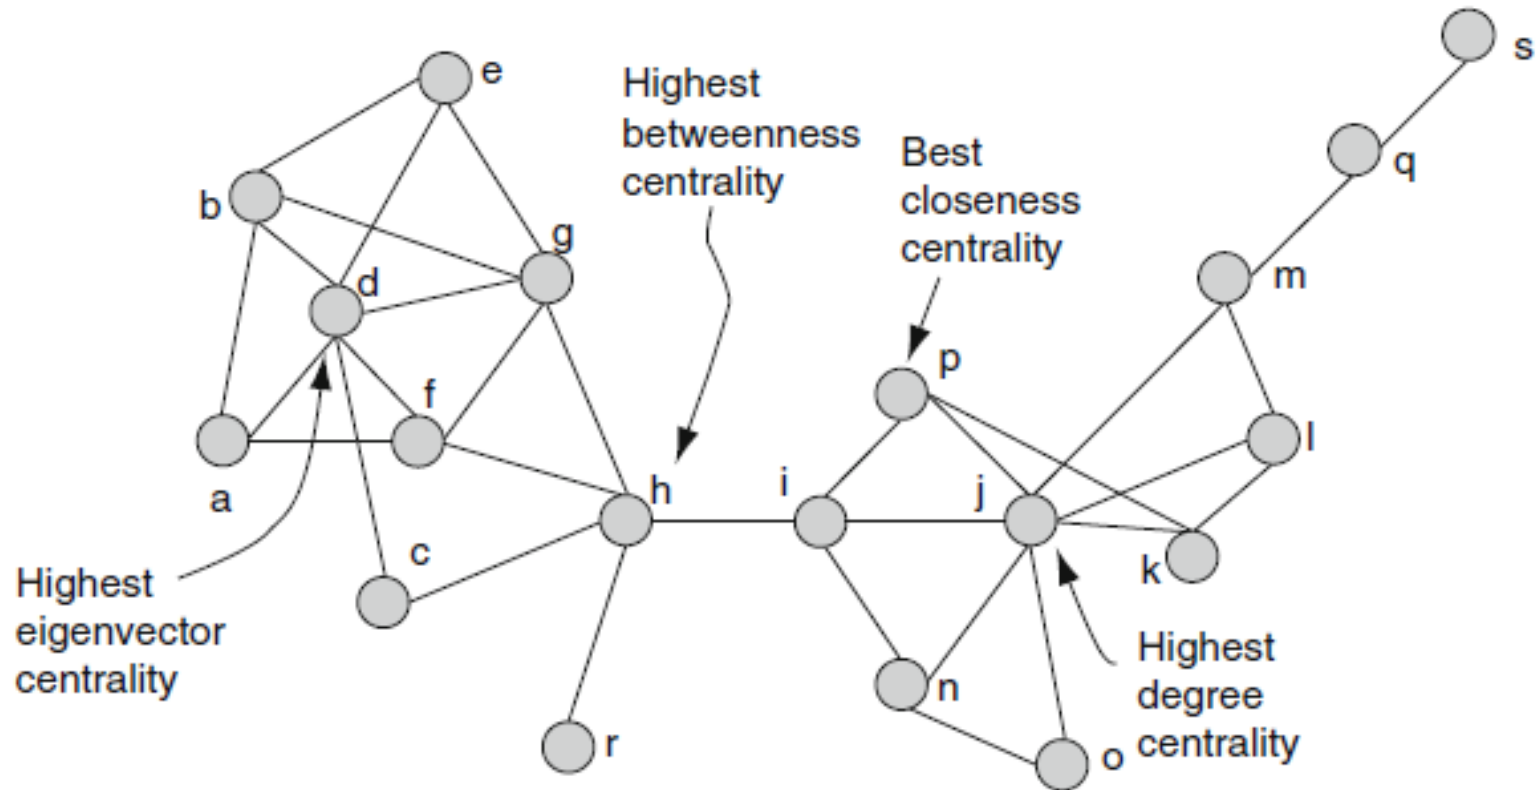 s
e
Highest
betweenness
centrality
q
Best
closeness
centrality
b
g
m
d
p
f
l
a
h
i
j
c
k
Highest
eigenvector
centrality
Highest
degree
centrality
n
r
o